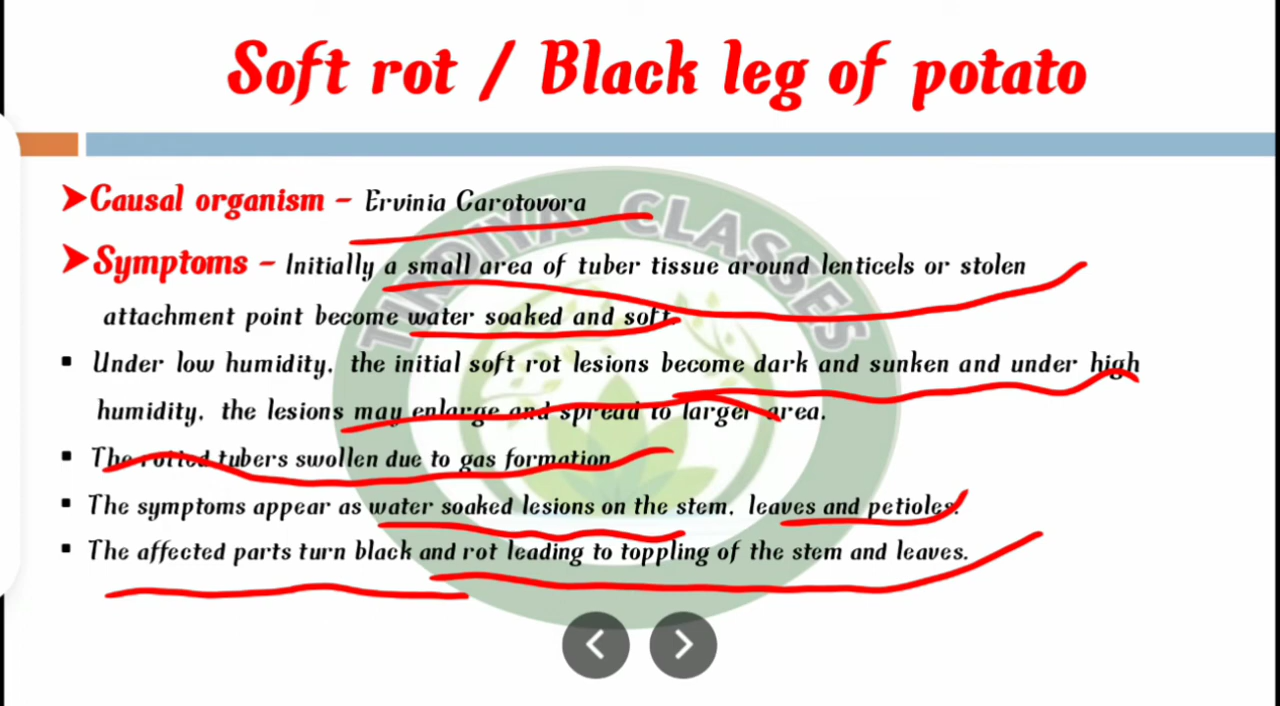 Soft rot / Black leg of potato
➤Causal organism – Ervinia Carotovora
➤Symptoms – Initially a small area of tuber tissue around lenticels or stolen
attachment point become water soaked and soft.
▪ Under low humidity, the initial soft rot lesions become dark and sunken and under high
humidity, the lesions may enlarge and spread to larger area.
▪ The rotted tubers swollen due to gas formation
▪ The symptoms appear as water soaked lesions on the stem, leaves and petioles.
▪ The affected parts turn black and rot leading to toppling of the stem and leaves.
TIRDIYA CLASSES